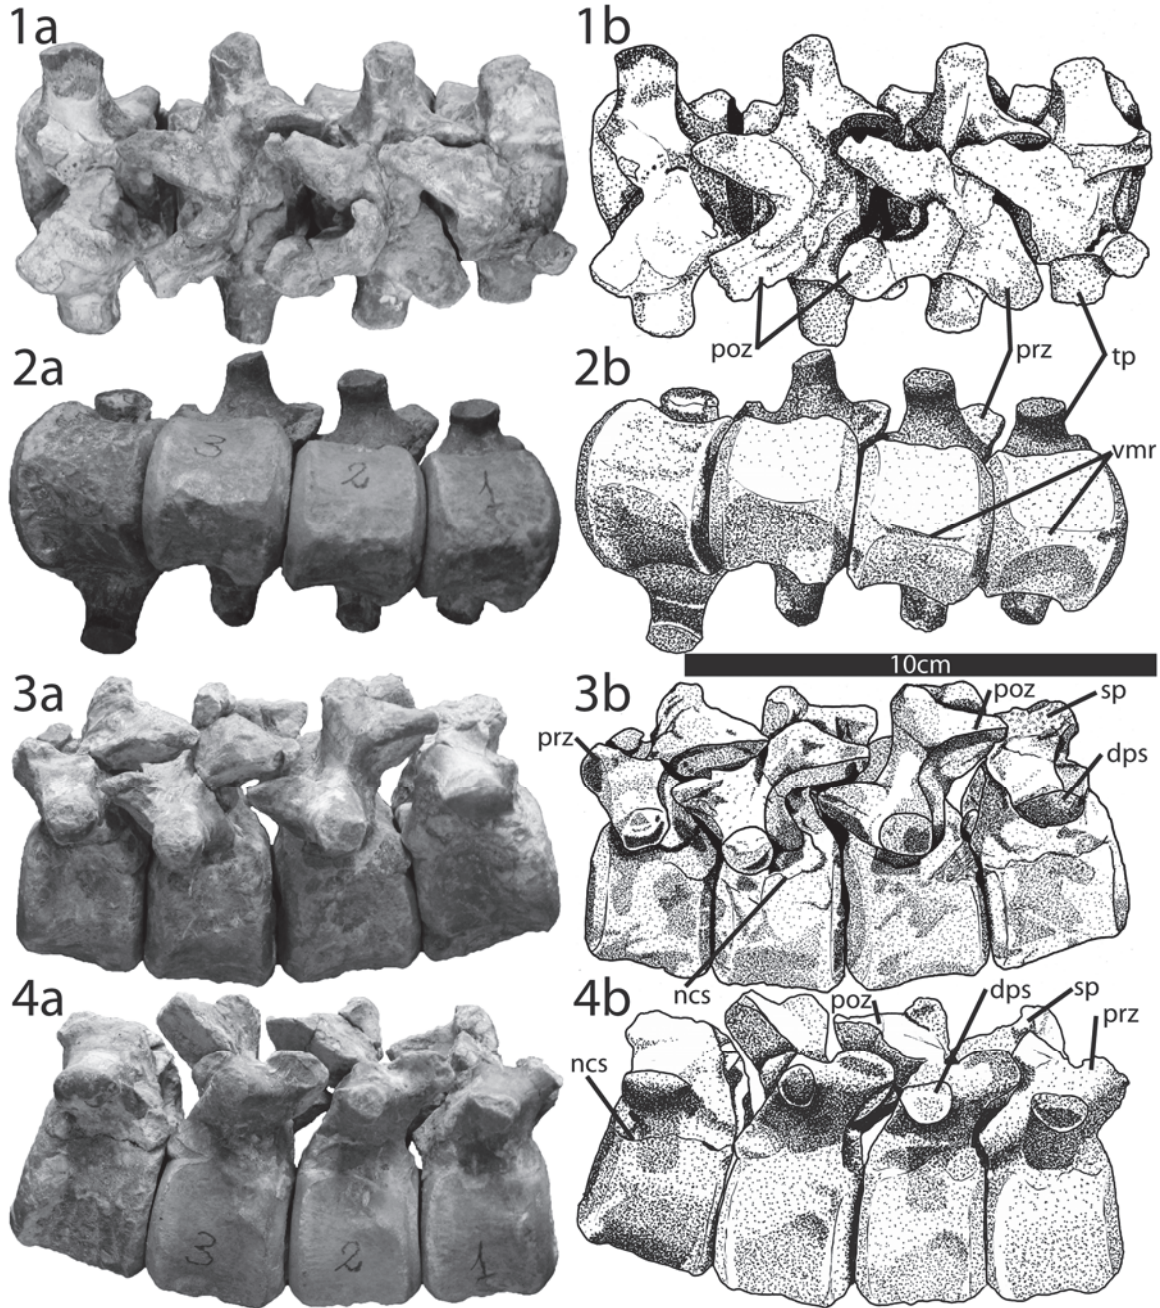 1a 1b
poz prz tp
2a 2b
3 2 1
vmr
10cm
3a 3b
poz sp
prz dps
ncs
4a 4b
poz dps sp
prz
ncs
3 2 1